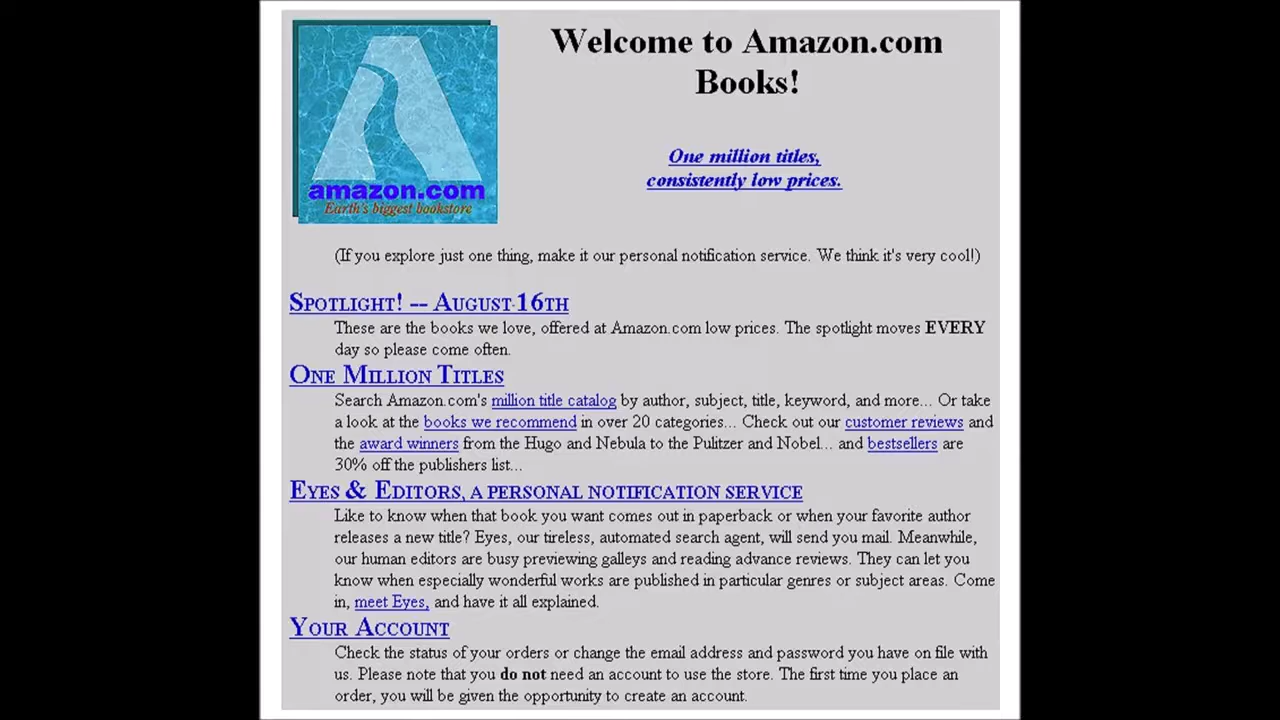 Welcome to Amazon.com
Books!
One million titles,
consistently low prices.
amazon.com
Earth's biggest bookstore
(If you explore just one thing, make it our personal notification service. We think it's very cool!)
SPOTLIGHT! -- AUGUST 16TH
These are the books we love, offered at Amazon.com low prices. The spotlight moves EVERY
day so please come often.
ONE MILLION TITLES
Search Amazon.com's million title catalog by author, subject, title, keyword, and more... Or take
a look at the books we recommend in over 20 categories... Check out our customer reviews and
the award winners from the Hugo and Nebula to the Pulitzer and Nobel... and bestsellers are
30% off the publishers list...
EYES & EDITORS, A PERSONAL NOTIFICATION SERVICE
Like to know when that book you want comes out in paperback or when your favorite author
releases a new title? Eyes, our tireless, automated search agent, will send you mail. Meanwhile,
our human editors are busy previewing galleys and reading advance reviews. They can let you
know when especially wonderful works are published in particular genres or subject areas. Come
in, meet Eyes, and have it all explained.
YOUR ACCOUNT
Check the status of your orders or change the email address and password you have on file with
us. Please note that you do not need an account to use the store. The first time you place an
order, you will be given the opportunity to create an account.